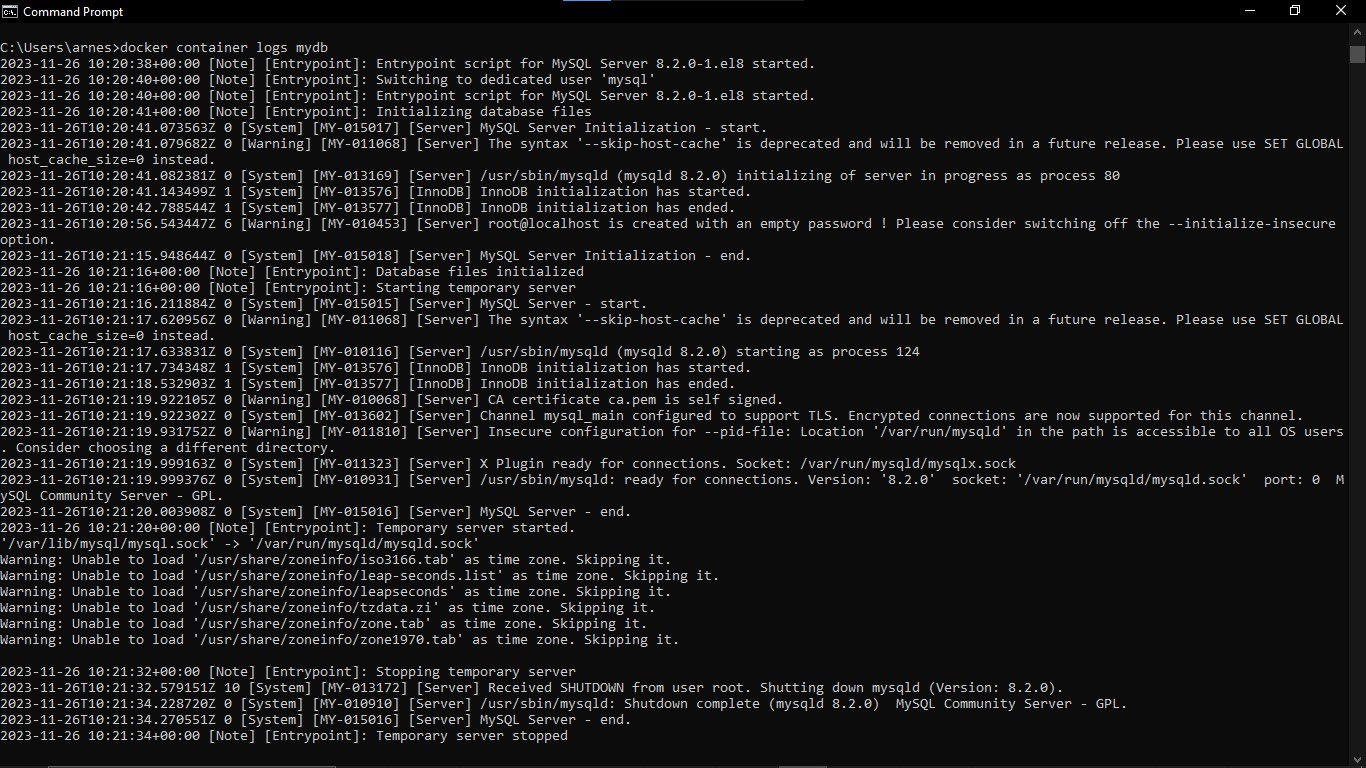 Command Prompt
C:\Users\arnes>docker container logs mydb
2023-11-26 10:20:38+00:00 [Note] [Entrypoint]: Entrypoint script for MySQL Server 8.2.0-1.el8 started.
2023-11-26 10:20:40+00:00 [Note] [Entrypoint]: Switching to dedicated user 'mysql'
2023-11-26 10:20:40+00:00 [Note] [Entrypoint]: Entrypoint script for MySQL Server 8.2.0-1.el8 started.
2023-11-26 10:20:41+00:00 [Note] [Entrypoint]: Initializing database files
2023-11-26T10:20:41.073563Z 0 [System] [MY-015017] [Server] MySQL Server Initialization - start.
2023-11-26T10:20:41.079682Z 0 [Warning] [MY-011068] [Server] The syntax '--skip-host-cache' is deprecated and will be removed in a future release. Please use SET GLOBAL
 host_cache_size=0 instead.
2023-11-26T10:20:41.082381Z 0 [System] [MY-013169] [Server] /usr/sbin/mysqld (mysqld 8.2.0) initializing of server in progress as process 80
2023-11-26T10:20:41.143499Z 1 [System] [MY-013576] [InnoDB] InnoDB initialization has started.
2023-11-26T10:20:42.788544Z 1 [System] [MY-013577] [InnoDB] InnoDB initialization has ended.
2023-11-26T10:20:56.543447Z 6 [Warning] [MY-010453] [Server] root@localhost is created with an empty password ! Please consider switching off the --initialize-insecure
option.
2023-11-26T10:21:15.948644Z 0 [System] [MY-015018] [Server] MySQL Server Initialization - end.
2023-11-26 10:21:16+00:00 [Note] [Entrypoint]: Database files initialized
2023-11-26 10:21:16+00:00 [Note] [Entrypoint]: Starting temporary server
2023-11-26T10:21:16.211884Z 0 [System] [MY-015015] [Server] MySQL Server - start.
2023-11-26T10:21:17.620956Z 0 [Warning] [MY-011068] [Server] The syntax '--skip-host-cache' is deprecated and will be removed in a future release. Please use SET GLOBAL
 host_cache_size=0 instead.
2023-11-26T10:21:17.633831Z 0 [System] [MY-010116] [Server] /usr/sbin/mysqld (mysqld 8.2.0) starting as process 124
2023-11-26T10:21:17.734348Z 1 [System] [MY-013576] [InnoDB] InnoDB initialization has started.
2023-11-26T10:21:18.532903Z 1 [System] [MY-013577] [InnoDB] InnoDB initialization has ended.
2023-11-26T10:21:19.922105Z 0 [Warning] [MY-010068] [Server] CA certificate ca.pem is self signed.
2023-11-26T10:21:19.922302Z 0 [System] [MY-013602] [Server] Channel mysql_main configured to support TLS. Encrypted connections are now supported for this channel.
2023-11-26T10:21:19.931752Z 0 [Warning] [MY-011810] [Server] Insecure configuration for --pid-file: Location '/var/run/mysqld' in the path is accessible to all OS users
. Consider choosing a different directory.
2023-11-26T10:21:19.999163Z 0 [System] [MY-011323] [Server] X Plugin ready for connections. Socket: /var/run/mysqld/mysqlx.sock
2023-11-26T10:21:19.999376Z 0 [System] [MY-010931] [Server] /usr/sbin/mysqld: ready for connections. Version: '8.2.0'  socket: '/var/run/mysqld/mysqld.sock'  port: 0  M
ySQL Community Server - GPL.
2023-11-26T10:21:20.003908Z 0 [System] [MY-015016] [Server] MySQL Server - end.
2023-11-26 10:21:20+00:00 [Note] [Entrypoint]: Temporary server started.
'/var/lib/mysql/mysql.sock' -> '/var/run/mysqld/mysqld.sock'
Warning: Unable to load '/usr/share/zoneinfo/iso3166.tab' as time zone. Skipping it.
Warning: Unable to load '/usr/share/zoneinfo/leap-seconds.list' as time zone. Skipping it.
Warning: Unable to load '/usr/share/zoneinfo/leapseconds' as time zone. Skipping it.
Warning: Unable to load '/usr/share/zoneinfo/tzdata.zi' as time zone. Skipping it.
Warning: Unable to load '/usr/share/zoneinfo/zone.tab' as time zone. Skipping it.
Warning: Unable to load '/usr/share/zoneinfo/zone1970.tab' as time zone. Skipping it.
2023-11-26 10:21:32+00:00 [Note] [Entrypoint]: Stopping temporary server
2023-11-26T10:21:32.579151Z 10 [System] [MY-013172] [Server] Received SHUTDOWN from user root. Shutting down mysqld (Version: 8.2.0).
2023-11-26T10:21:34.228720Z 0 [System] [MY-010910] [Server] /usr/sbin/mysqld: Shutdown complete (mysqld 8.2.0)  MySQL Community Server - GPL.
2023-11-26T10:21:34.270551Z 0 [System] [MY-015016] [Server] MySQL Server - end.
2023-11-26 10:21:34+00:00 [Note] [Entrypoint]: Temporary server stopped